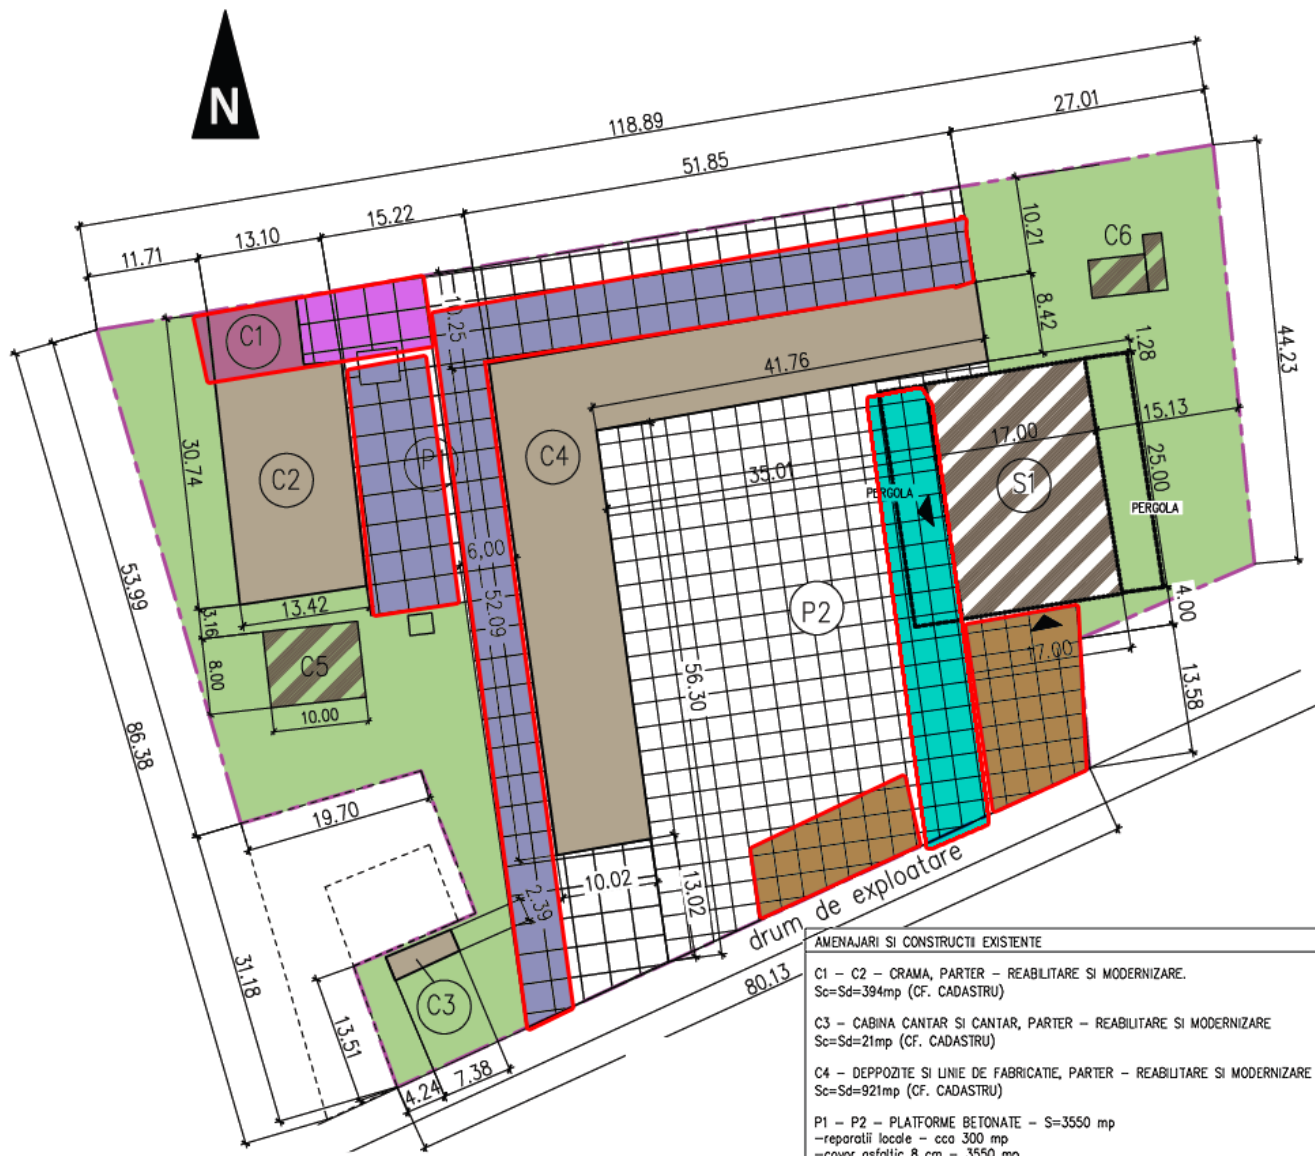 N
118.89
27.01
51.85
15.22
13.10
11.71
10.21
C6
C1
10.25
8.42
1.28
44.23
41.76
15.13
30.74
C2
P1
C4
35.01
17.00
S1
25.00
PERGOLA
PERGOLA
6,00
53.99
13.42
52.09
P2
3.16
4.00
C5
8.00
17.00
56.30
13.58
10.00
86.38
19.70
10.02
13.02
2.39
drum de exploatare
31.18
C3
80.13
13.51
7.38
4.24
AMENAJARI SI CONSTRUCTII EXISTENTE
C1 – C2 – CRAMA, PARTER – REABILITARE SI MODERNIZARE.
Sc=Sd=394mp (CF. CADASTRU)
C3 – CABINA CANTAR SI CANTAR, PARTER – REABILITARE SI MODERNIZARE
Sc=Sd=21mp (CF. CADASTRU)
C4 – DEPPOZITE SI LINIE DE FABRICATIE, PARTER – REABILITARE SI MODERNIZARE
Sc=Sd=921mp (CF. CADASTRU)
P1 – P2 – PLATFORME BETONATE – S=3550 mp
–reparatii locale – cca 300 mp
–covor asfaltic 8 cm – 3550 mp